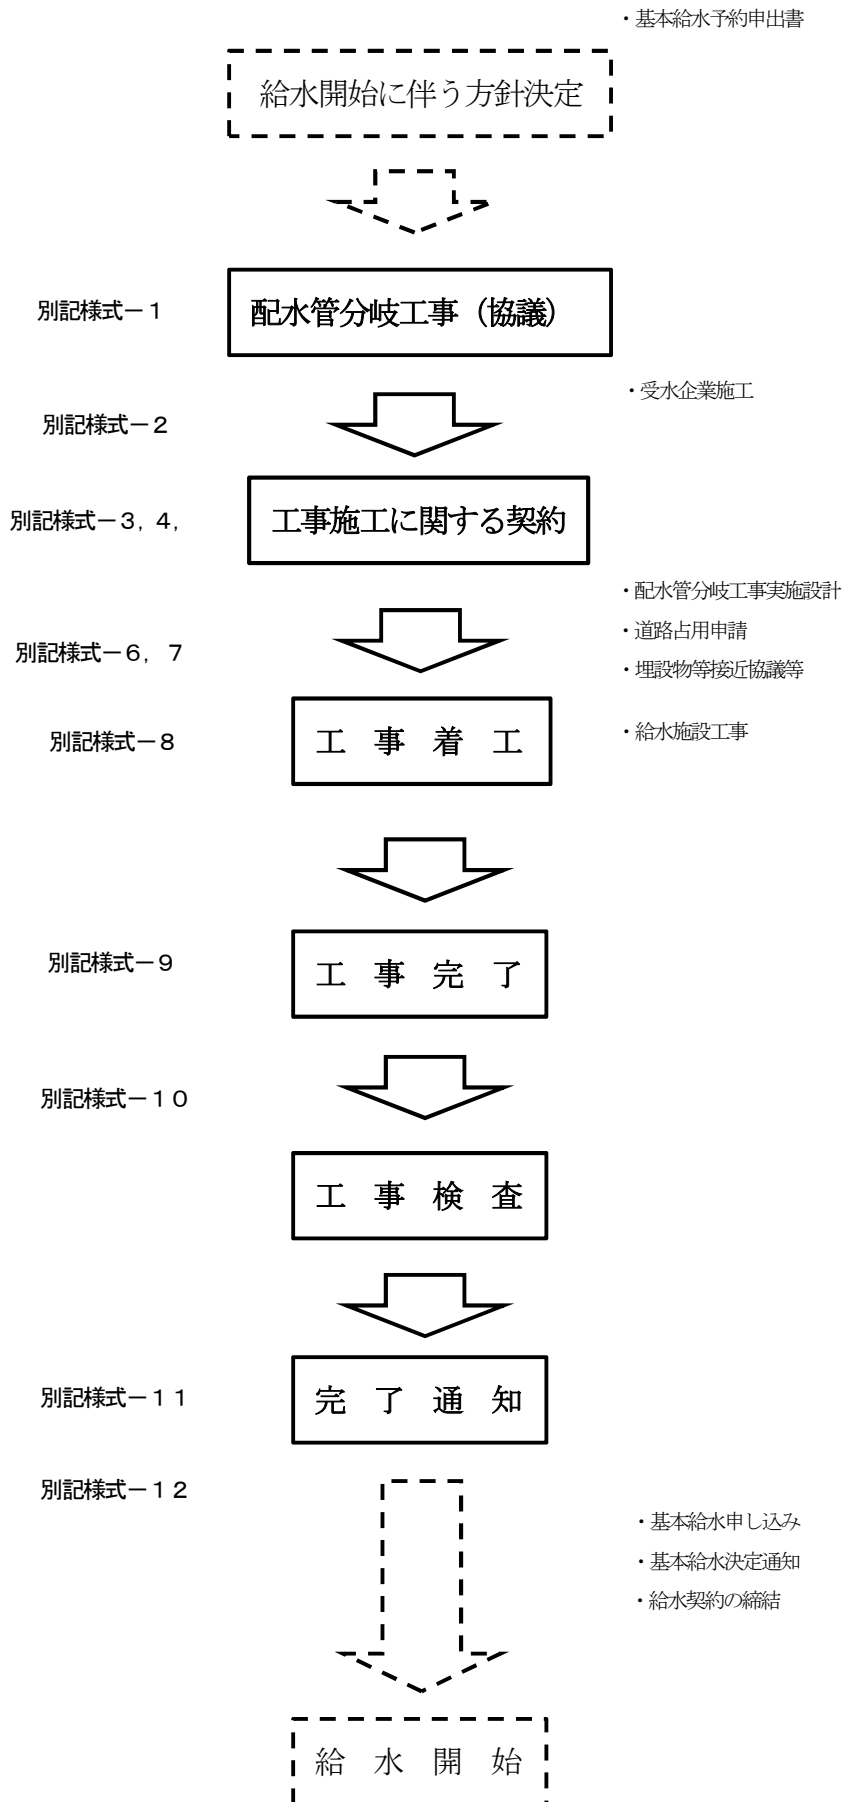 ・基本給水予約申出書
給水開始に伴う方針決定
別記様式－１
配水管分岐工事（協議）
・受水企業施工
別記様式－２
別記様式－３，４，
工事施工に関する契約
・配水管分岐工事実施設計
・道路占用申請
別記様式－６，７
・埋設物等接近協議等
別記様式－８
工　事　着　工
・給水施設工事
別記様式－９
工　事　完　了
別記様式－１０
工　事　検　査
別記様式－１１
完　了　通　知
別記様式－１２
・基本給水申し込み
・基本給水決定通知
・給水契約の締結
給　水　開　始